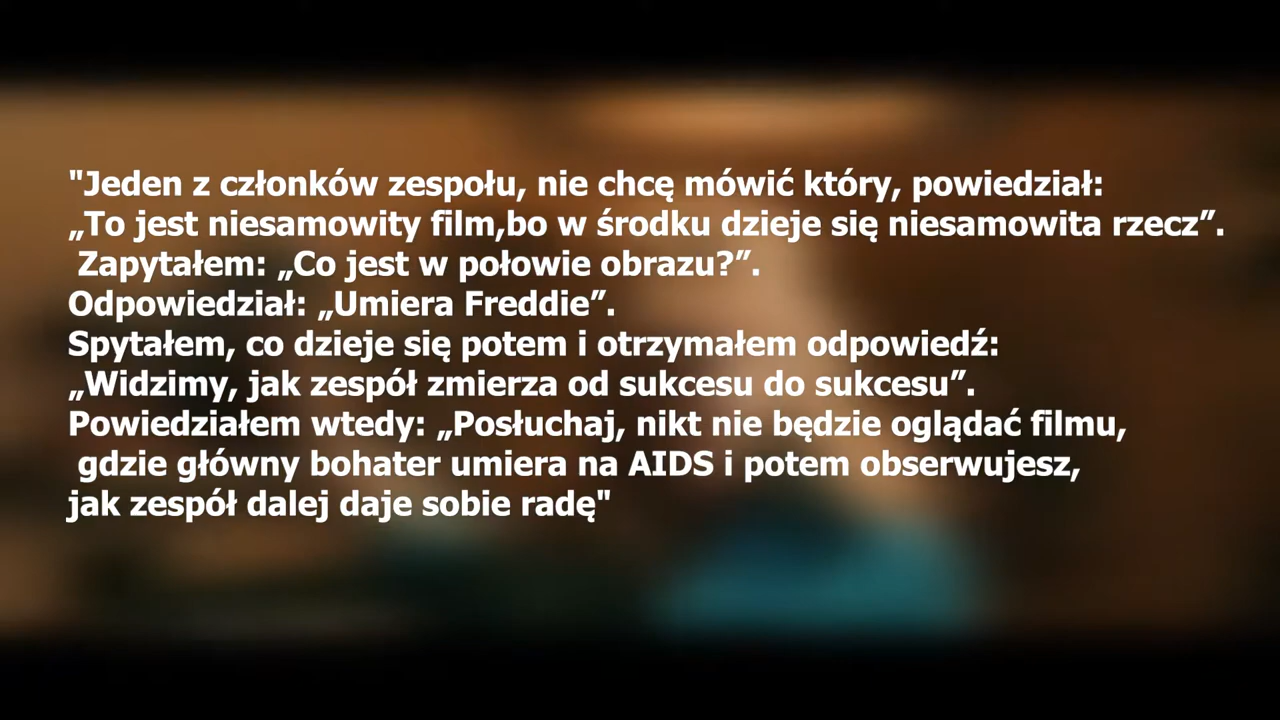 "Jeden z członków zespołu, nie chcę mówić który, powiedział:
„To jest niesamowity film,bo w środku dzieje się niesamowita rzecz”.
Zapytałem: „Co jest w połowie obrazu?”.
Odpowiedział: „Umiera Freddie”.
Spytałem, co dzieje się potem i otrzymałem odpowiedź:
„Widzimy, jak zespół zmierza od sukcesu do sukcesu”.
Powiedziałem wtedy: „Posłuchaj, nikt nie będzie oglądać filmu,
gdzie główny bohater umiera na AIDS i potem obserwujesz,
jak zespół dalej daje sobie radę"